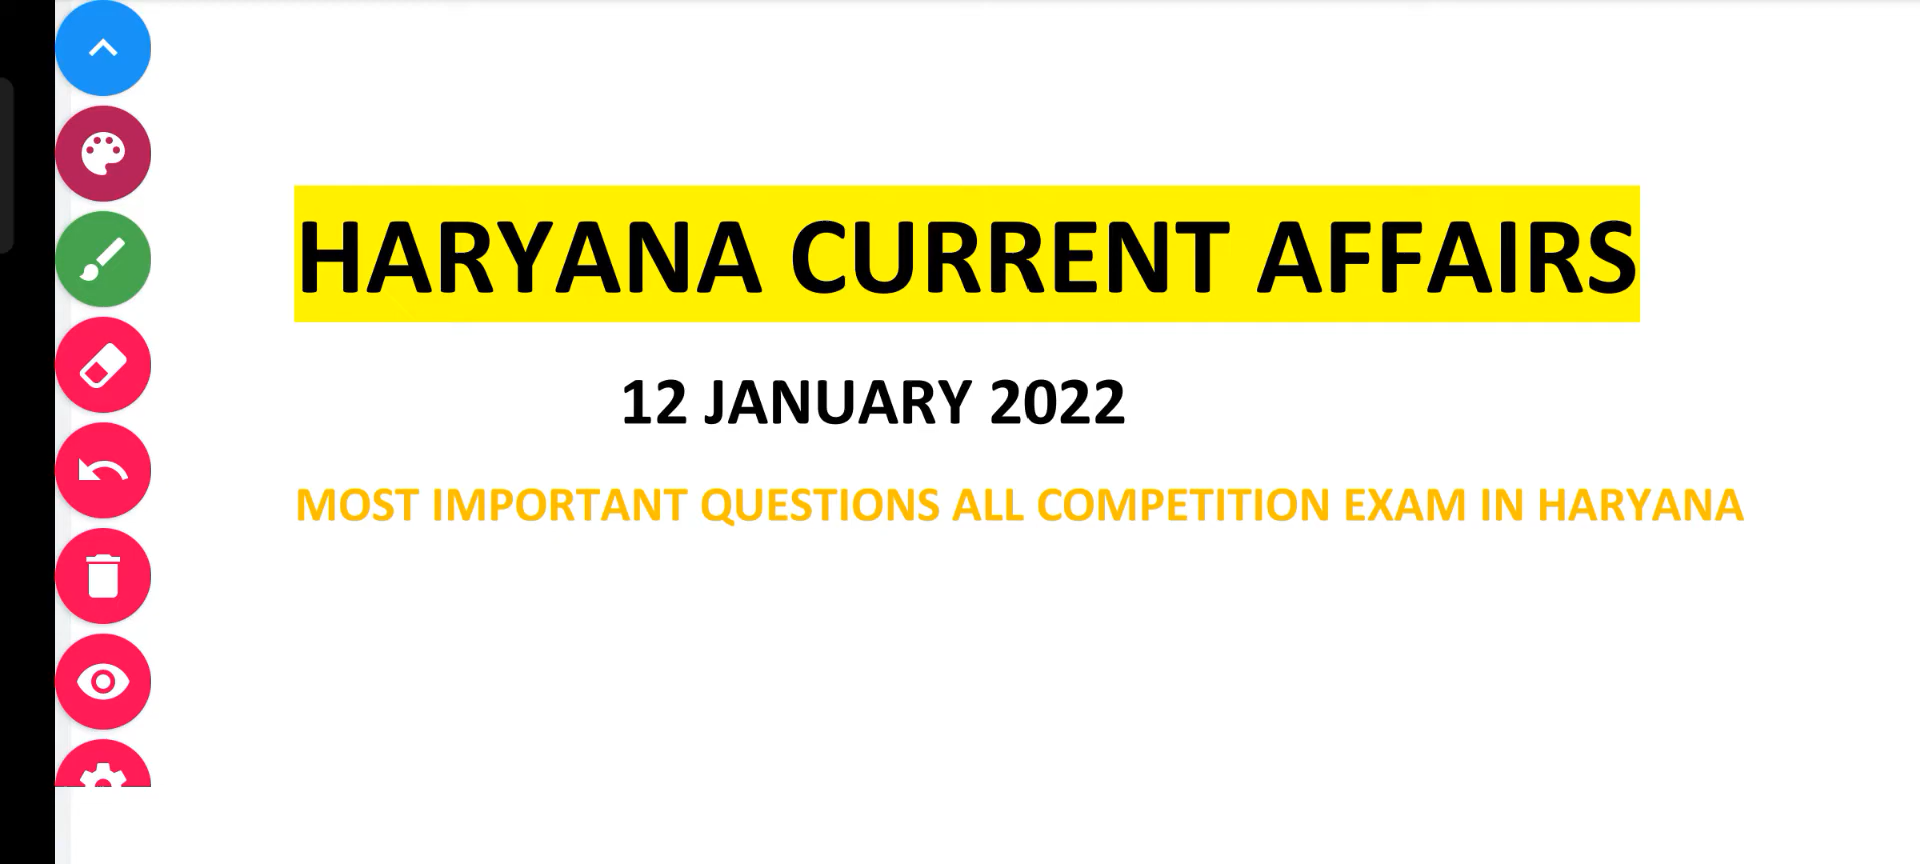 HARYANA CURRENT AFFAIRS
12 JANUARY 2022
MOST IMPORTANT QUESTIONS ALL COMPETITION EXAM IN HARYANA